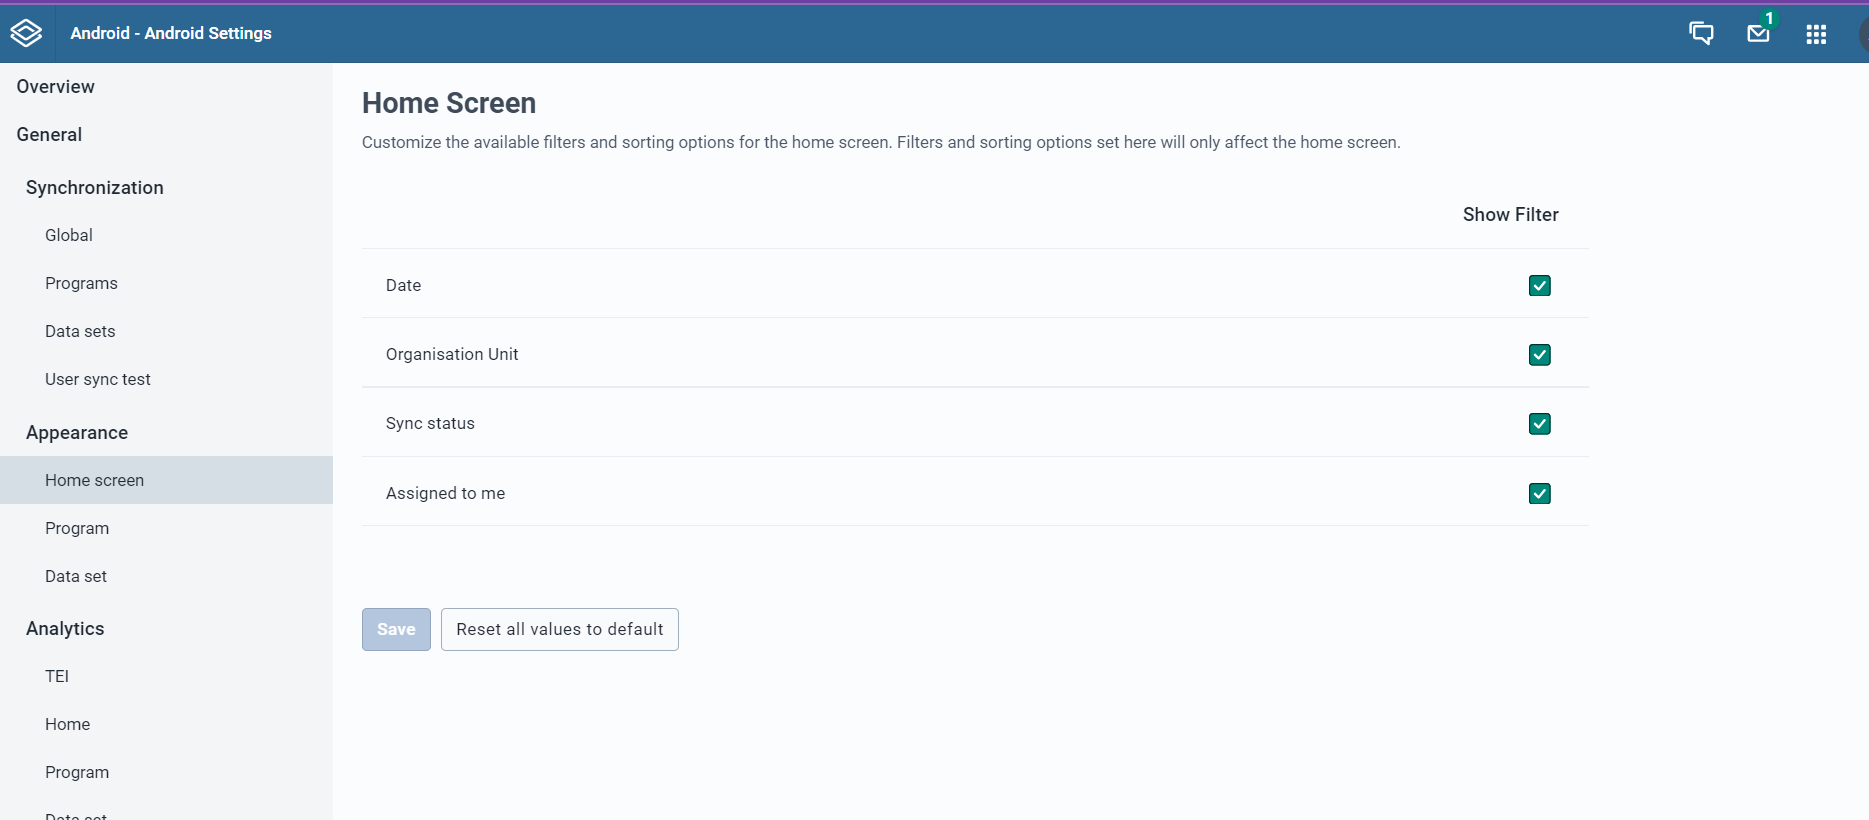 Android - Android Settings
1
Overview
General
Synchronization
Global
Programs
Data sets
User sync test
Appearance
Home screen
Program
Data set
Analytics
TEI
Home
Program
Data set
Home Screen
Customize the available filters and sorting options for the home screen. Filters and sorting options set here will only affect the home screen.
Show Filter
Date
Organisation Unit
Sync status
Assigned to me
Save
Reset all values to default